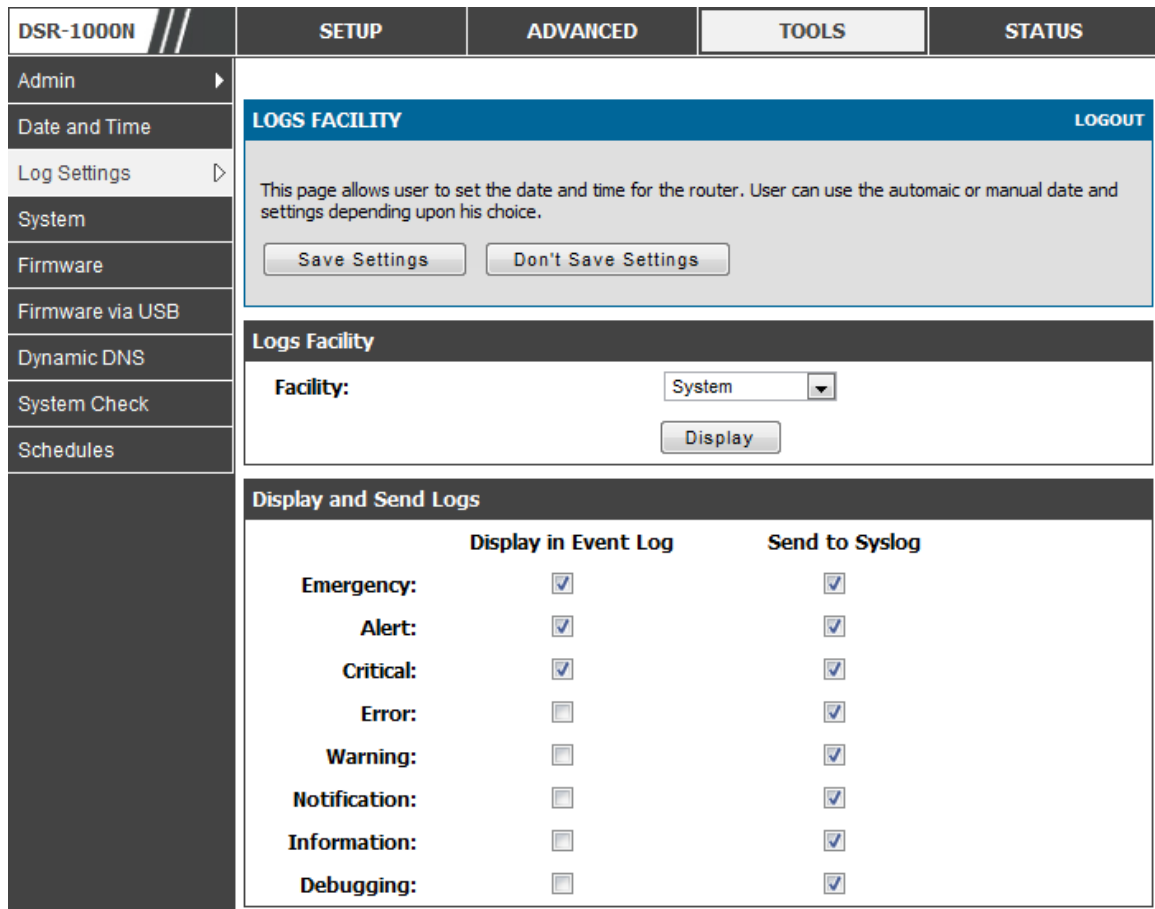 DSR-1000N
SETUP
ADVANCED
TOOLS
STATUS
Admin
Date and Time
Log Settings
System
Firmware
Firmware via USB
Dynamic DNS
System Check
Schedules
LOGS FACILITY
LOGOUT
This page allows user to set the date and time for the router. User can use the automaic or manual date and
settings depending upon his choice.
Save Settings
Don't Save Settings
Logs Facility
Facility:
System
Display
Display and Send Logs
Display in Event Log
Send to Syslog
Emergency:
Alert:
Critical:
Error:
Warning:
Notification:
Information:
Debugging: